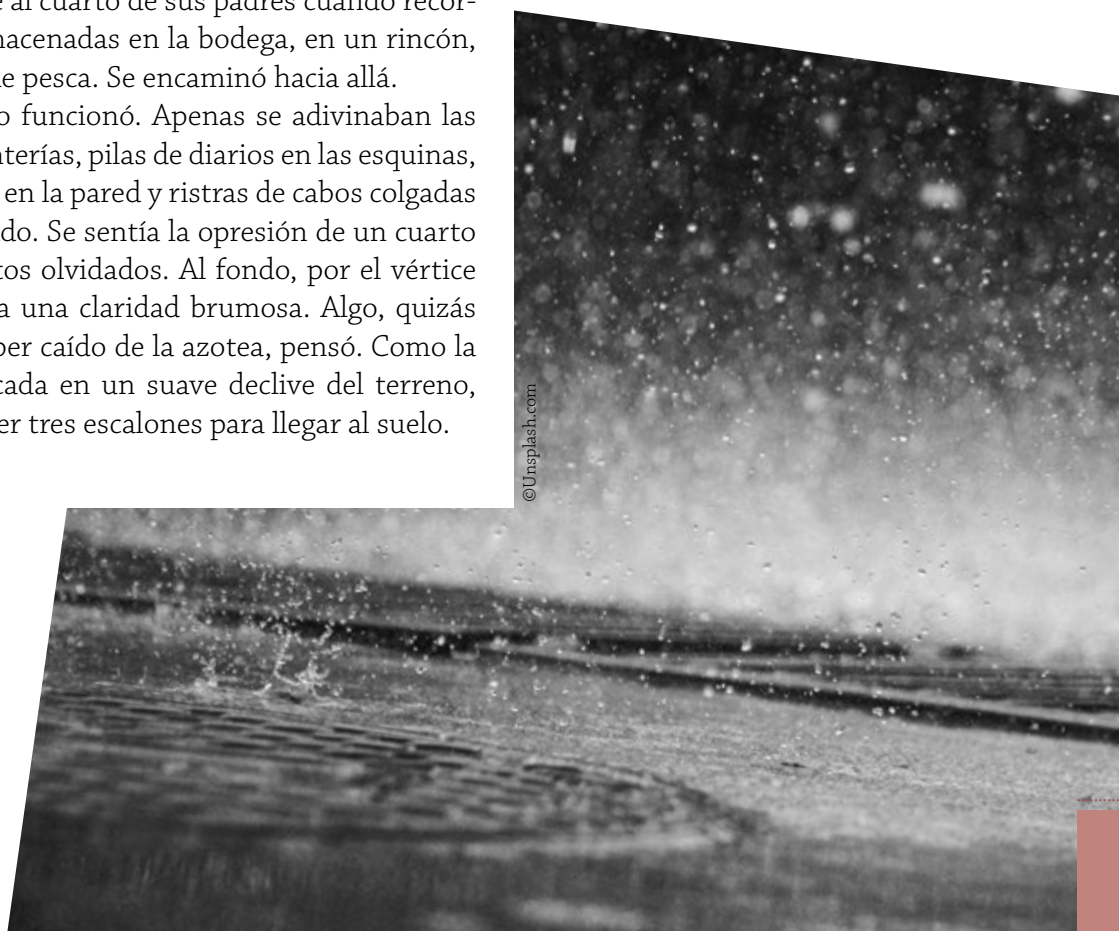 al cuarto de sus padres cuando recor-
macenadas en la bodega, en un rincón,
e pesca. Se encaminó hacia allá.
o funcionó. Apenas se adivinaban las
nterías, pilas de diarios en las esquinas,
en la pared y ristras de cabos colgadas
do. Se sentía la opresión de un cuarto
tos olvidados. Al fondo, por el vértice
a una claridad brumosa. Algo, quizás
ber caído de la azotea, pensó. Como la
cada en un suave declive del terreno,
er tres escalones para llegar al suelo.
©Unsplash.com